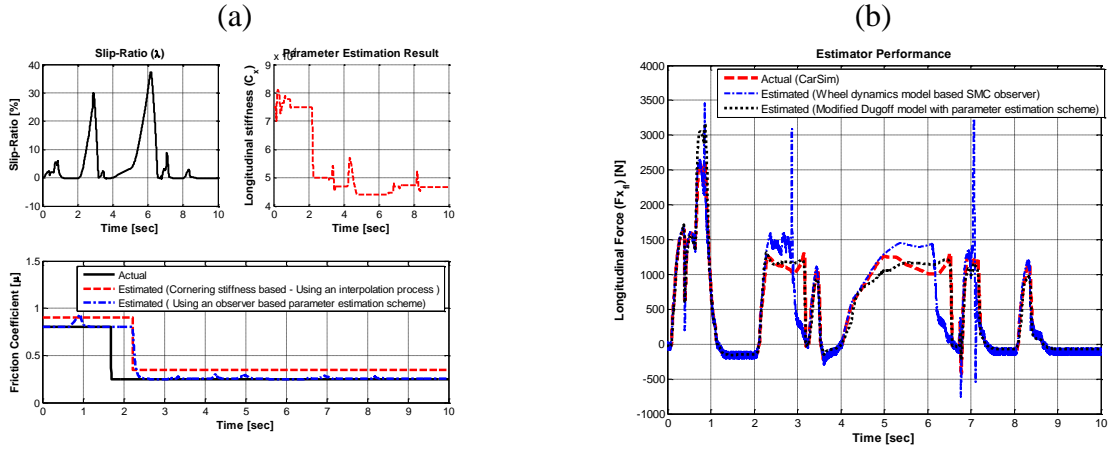 (a)
(b)
Slip-Ratio (λ)
Slip-Ratio [%]
40
30
20
10
0
-10
0 2 4 6 8 10
Time [sec]
Parameter Estimation Result
Longitudinal stiffness (C_x)
9
8
7
6
5
4
0 2 4 6 8 10
Time [sec]
Friction Coefficient [μ]
1.5
1
0.5
0
Actual
Estimated (Cornering stiffness based - Using an interpolation process )
Estimated ( Using an observer based parameter estimation scheme)
0 1 2 3 4 5 6 7 8 9 10
Time [sec]
Estimator Performance
Longitudinal Force (Fx_fl) [N]
4000
3500
3000
2500
2000
1500
1000
500
0
-500
-1000
Actual (CarSim)
Estimated (Wheel dynamics model based SMC observer)
Estimated (Modified Dugoff model with parameter estimation scheme)
0 1 2 3 4 5 6 7 8 9 10
Time [sec]